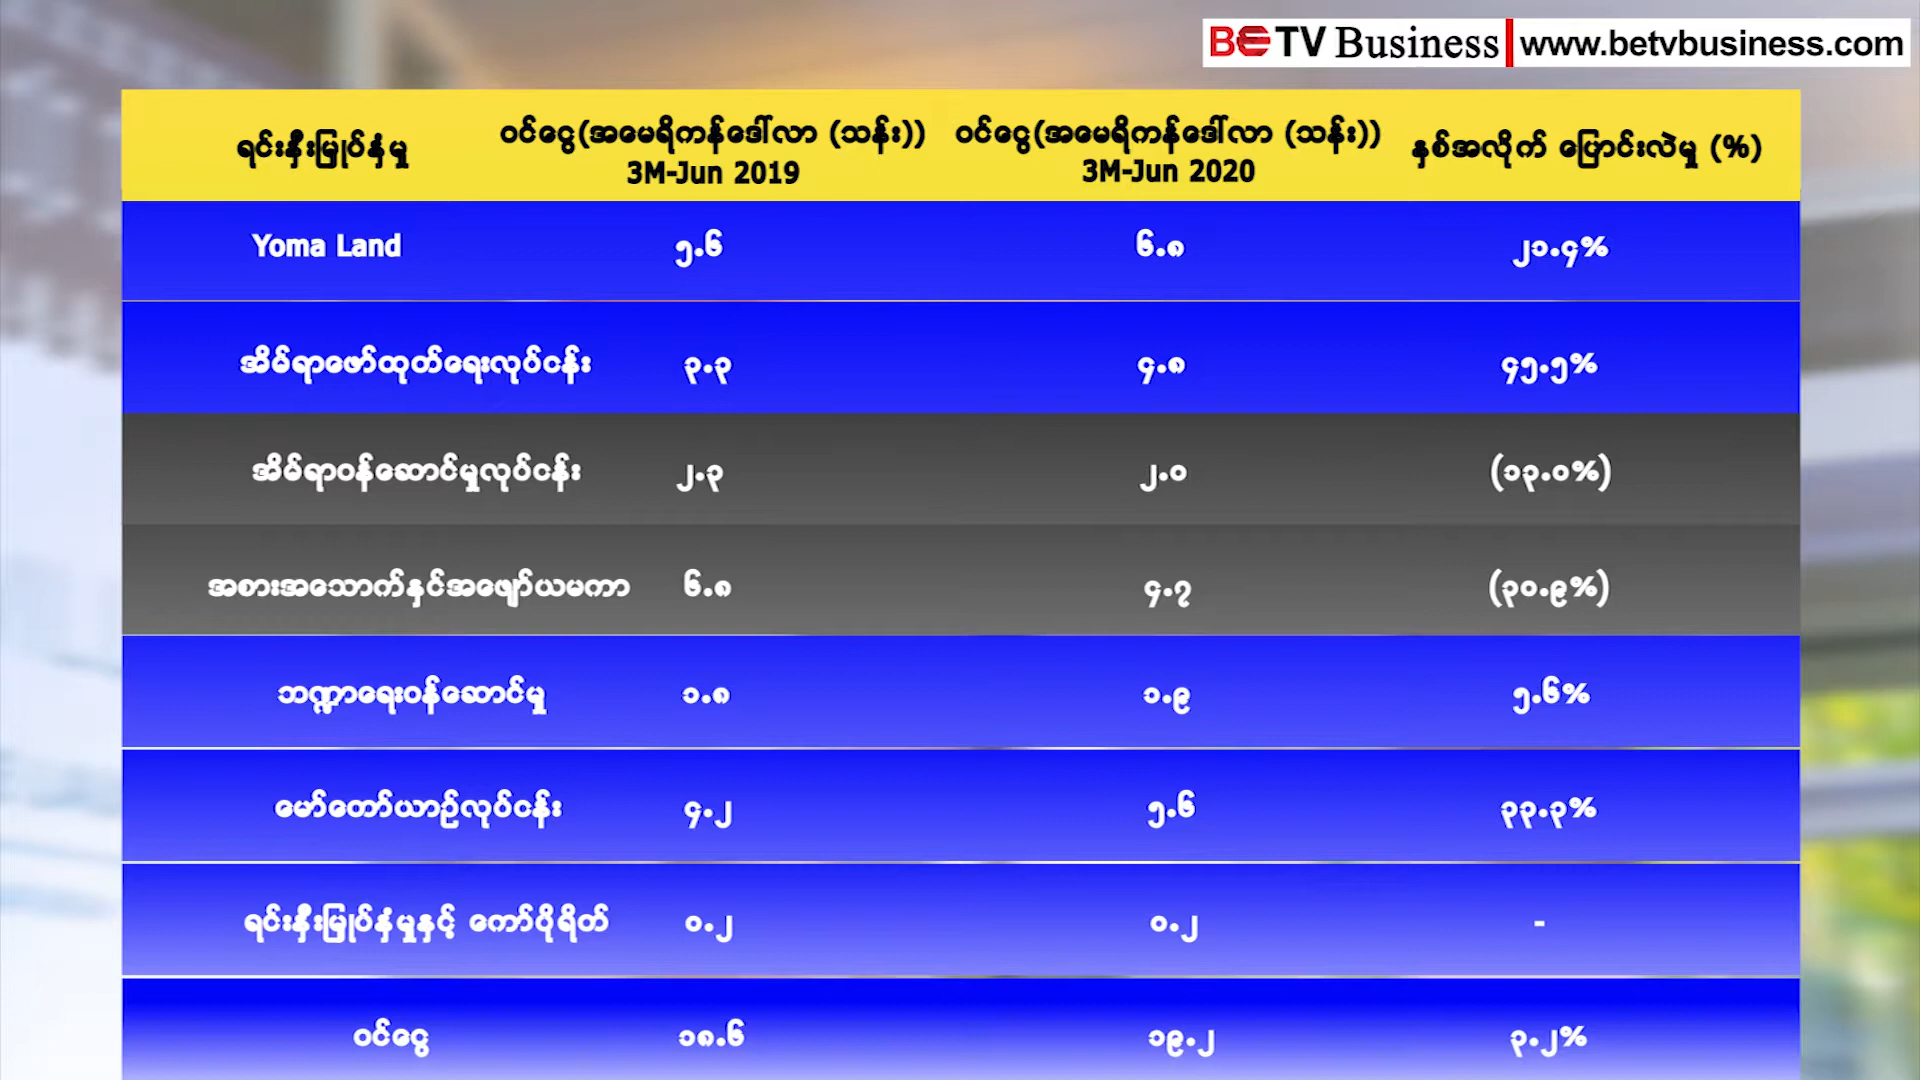 BETV Business www.betvbusiness.com
ရင်းနှီးမြှုပ်နှံမှု ဝင်ငွေ(အမေရိကန်ဒေါ်လာ (သန်း)) 3M-Jun 2019 ဝင်ငွေ(အမေရိကန်ဒေါ်လာ (သန်း)) 3M-Jun 2020 နှစ်အလိုက် ပြောင်းလဲမှု (%)
Yoma Land ၅.၆ ၆.၈ ၂၁.၄%
အိမ်ရာဖော်ထုတ်ရေးလုပ်ငန်း ၃.၃ ၄.၈ ၄၅.၅%
အိမ်ရာဝန်ဆောင်မှုလုပ်ငန်း ၂.၃ ၂.၀ (၁၃.၀%)
အစားအသောက်နှင်အဖျော်ယမကာ ၆.၈ ၄.၇ (၃၀.၉%)
ဘဏ္ဍာရေးဝန်ဆောင်မှု ၁.၈ ၁.၉ ၅.၆%
မော်တော်ယာဉ်လုပ်ငန်း ၄.၂ ၅.၆ ၃၃.၃%
ရင်းနှီးမြှုပ်နှံမှုနှင့် ကော်ပိုရိတ် ၀.၂ ၀.၂ -
ဝင်ငွေ ၁၈.၆ ၁၉.၂ ၃.၂%